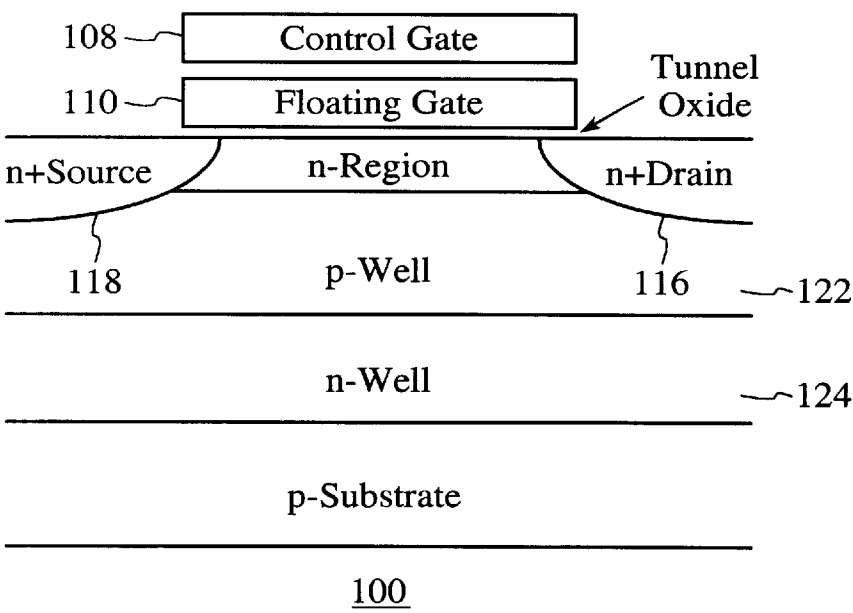 108
Control Gate
110
Floating Gate
Tunnel
Oxide
n+Source
n-Region
n+Drain
118
p-Well
116
122
n-Well
124
p-Substrate
100